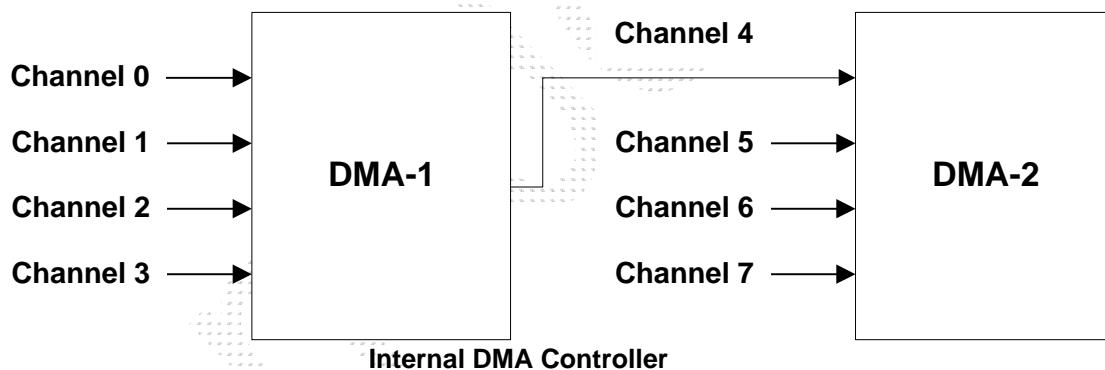 Channel 4
Channel 0
Channel 1
Channel 2
Channel 3
DMA-1
Channel 5
Channel 6
Channel 7
DMA-2
Internal DMA Controller